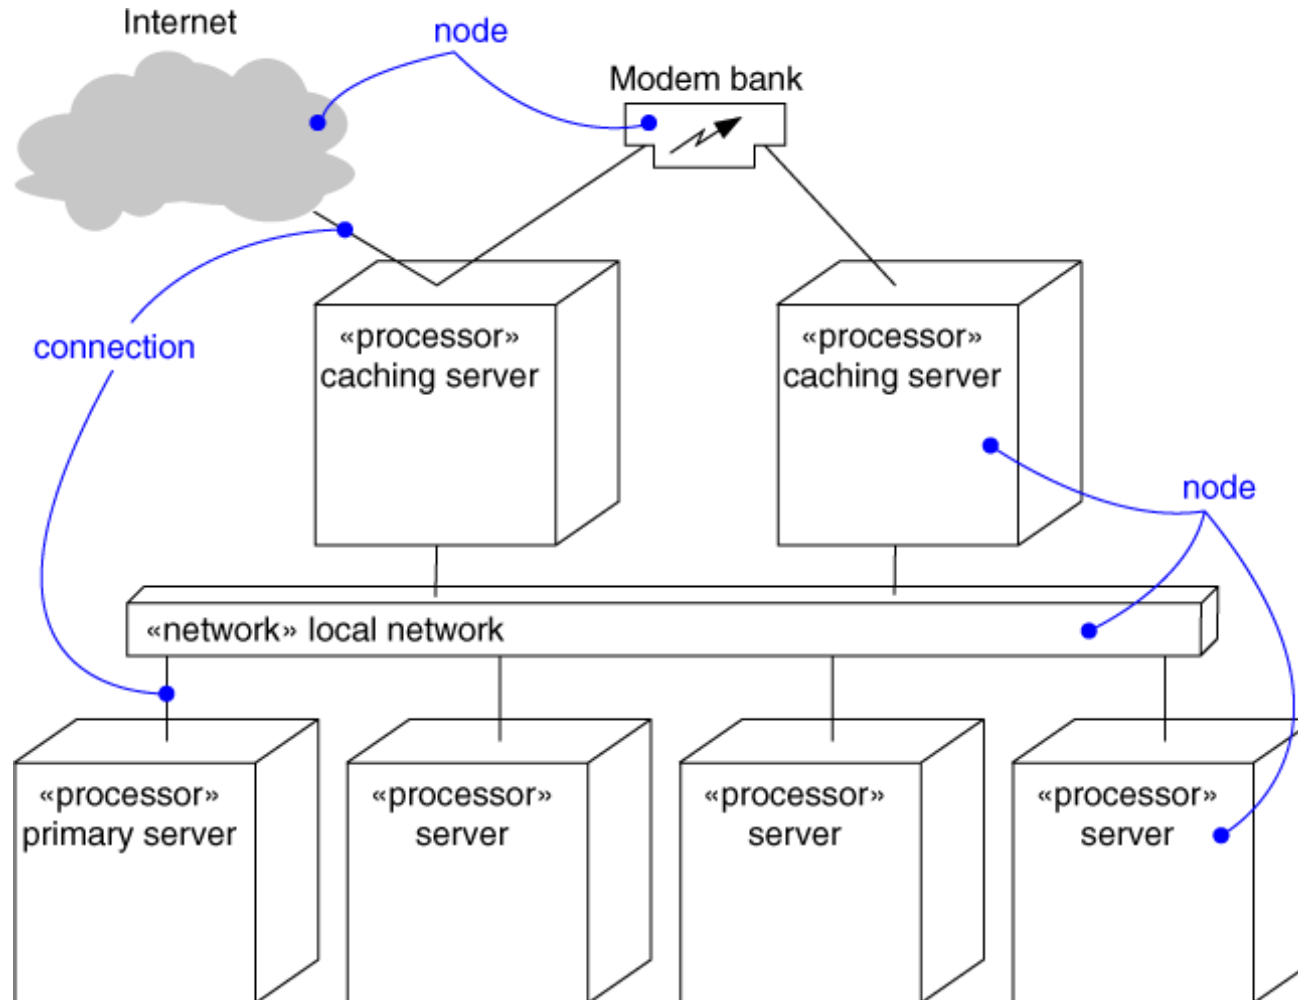 Internet
node
Modem bank
«processor»
caching server
«processor»
caching server
connection
node
«network» local network
«processor»
primary server
«processor»
server
«processor»
server
«processor»
server